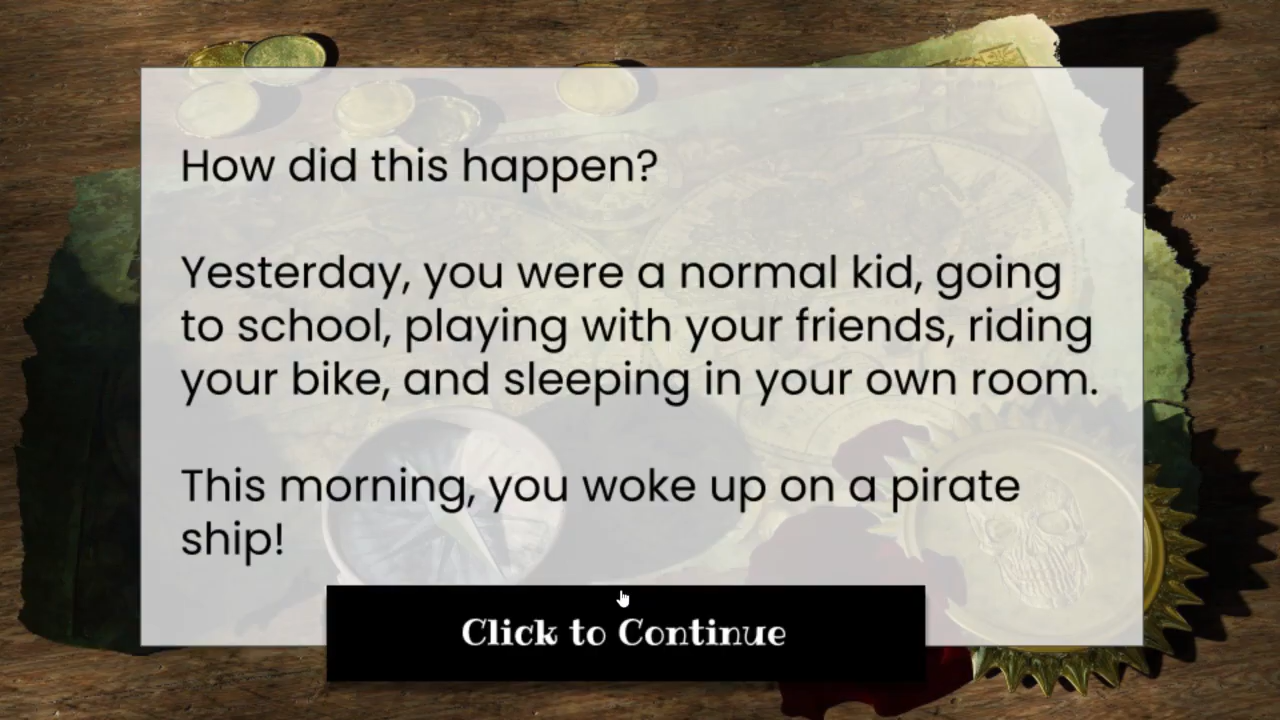 How did this happen?
Yesterday, you were a normal kid, going
to school, playing with your friends, riding
your bike, and sleeping in your own room.
This morning, you woke up on a pirate
ship!
Click to Continue